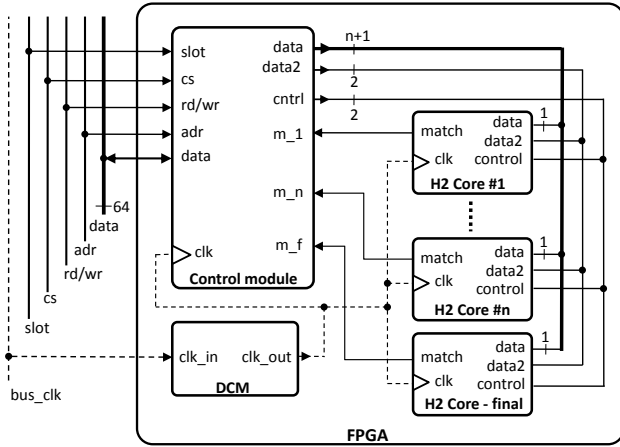 slot
cs
rd/wr
adr
data
clk
Control module
data
data2
cntrl
m_1
m_n
m_f
n+1
2
2
64
data
adr
rd/wr
cs
slot
bus_clk
clk_in
clk_out
DCM
match
clk
data
data2
control
1
H2 Core #1
match
clk
data
data2
control
1
H2 Core #n
match
clk
data
data2
control
1
H2 Core - final
FPGA